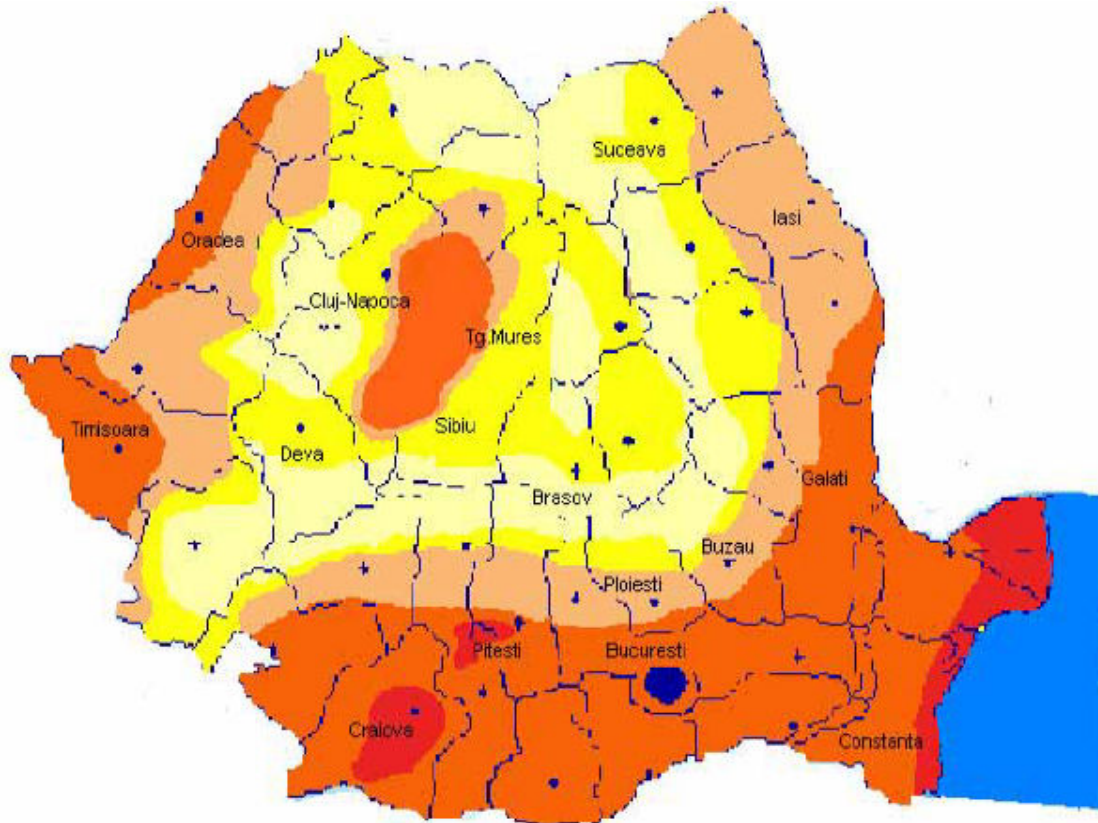 Suceava
Iasi
Oradea
Cluj-Napoca
Tg.Mures
Timisoara
Sibiu
Deva
Galati
Brasov
Buzau
Ploiesti
Pitesti
Bucuresti
Craiova
Constanta